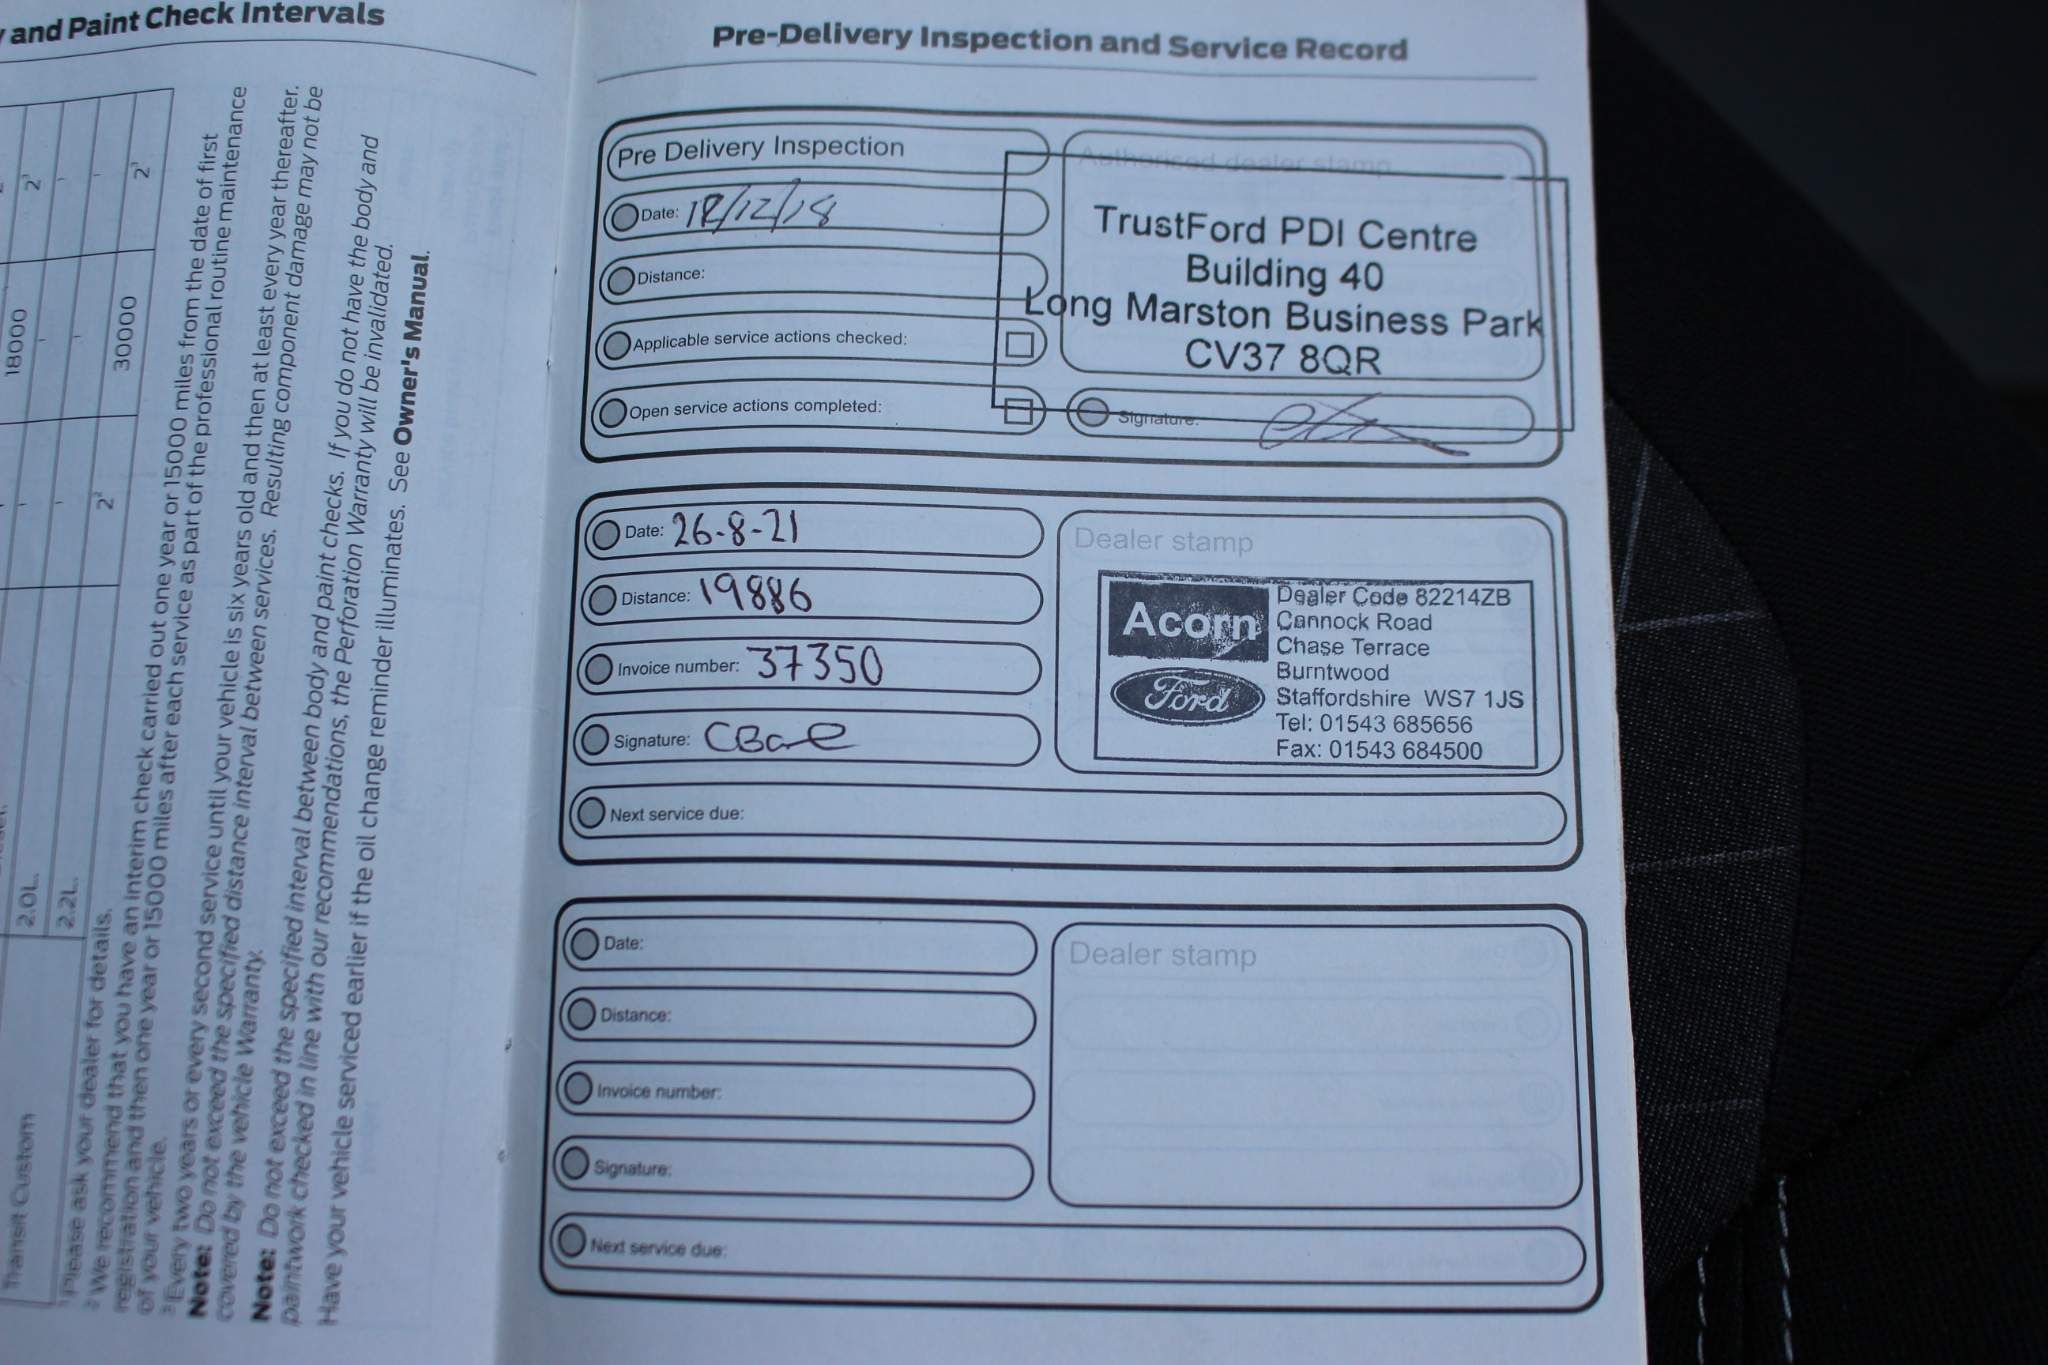 and Paint Check Intervals
18000
2¹
-
-
-
-
30000
2¹
-
-
2²
2.0L.
2.2L.
Transit Custom
¹ Please ask your dealer for details.
² We recommend that you have an interim check carried out one year or 15000 miles from the date of first
registration and then one year or 15000 miles after each service as part of the professional routine maintenance
of your vehicle.
³ Every two years or every second service until your vehicle is six years old and then at least every year thereafter.
Note: Do not exceed the specified distance interval between services. Resulting component damage may not be
covered by the vehicle Warranty.
Note: Do not exceed the specified interval between body and paint checks. If you do not have the body and
paintwork checked in line with our recommendations, the Perforation Warranty will be invalidated.
Have your vehicle serviced earlier if the oil change reminder illuminates. See Owner's Manual.
Pre-Delivery Inspection and Service Record
Pre Delivery Inspection
Date: 12/12/18
Distance:
Applicable service actions checked:
Open service actions completed:
Authorised dealer stamp
TrustFord PDI Centre
Building 40
Long Marston Business Park
CV37 8QR
Signature:
Date: 26-8-21
Distance: 19886
Invoice number: 37350
Signature:
Next service due:
Dealer stamp
Acorn
Ford
Dealer Code 82214ZB
Cannock Road
Chase Terrace
Burntwood
Staffordshire WS7 1JS
Tel: 01543 685656
Fax: 01543 684500
Date:
Distance:
Invoice number:
Signature:
Next service due:
Dealer stamp